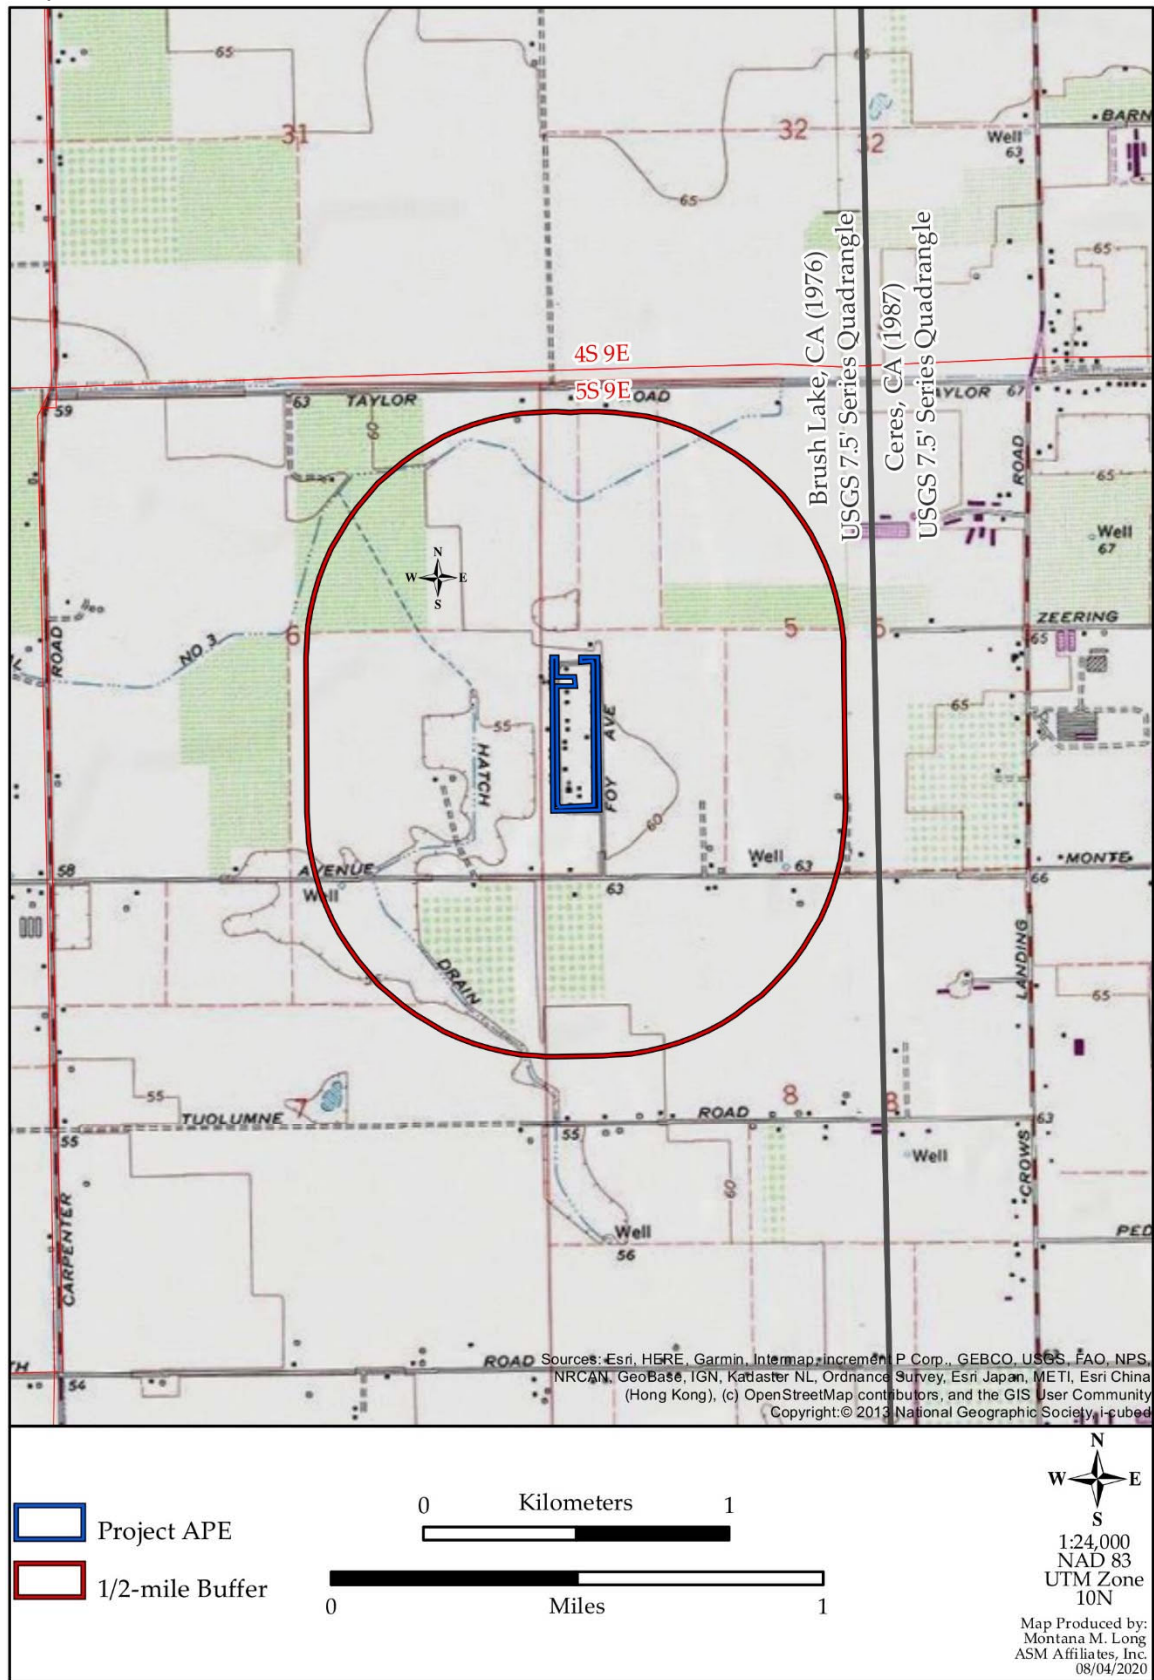 65
31
32
32
BARN
Well
63
65
65
Brush Lake, CA (1976)
USGS 7.5' Series Quadrangle
Ceres, CA (1987)
USGS 7.5' Series Quadrangle
4S 9E
5S 9E
59
63
TAYLOR
ROAD
AYLOR
67
60
ROAD
65
Well
67
N
W E
S
ZEERING
65
6
5
5
ROAD
NO 3
55
65
HATCH
FOY AVE
60
58
AVENUE
Well
Well
63
63
MONTE
66
DRAIN
55
LANDING
65
55
7
TUOLUMNE
ROAD
8
8
63
55
55
Well
60
CROWS
Well
56
PED
CARPENTER
TH
ROAD
54
63
Sources: Esri, HERE, Garmin, Intermap, increment P Corp., GEBCO, USGS, FAO, NPS,
NRCAN, GeoBase, IGN, Kadaster NL, Ordnance Survey, Esri Japan, METI, Esri China
(Hong Kong), (c) OpenStreetMap contributors, and the GIS User Community
Copyright:© 2013 National Geographic Society, i-cubed
Project APE
1/2-mile Buffer
0 Kilometers 1
0 Miles 1
N
W E
S
1:24,000
NAD 83
UTM Zone
10N
Map Produced by:
Montana M. Long
ASM Affiliates, Inc.
08/04/2020